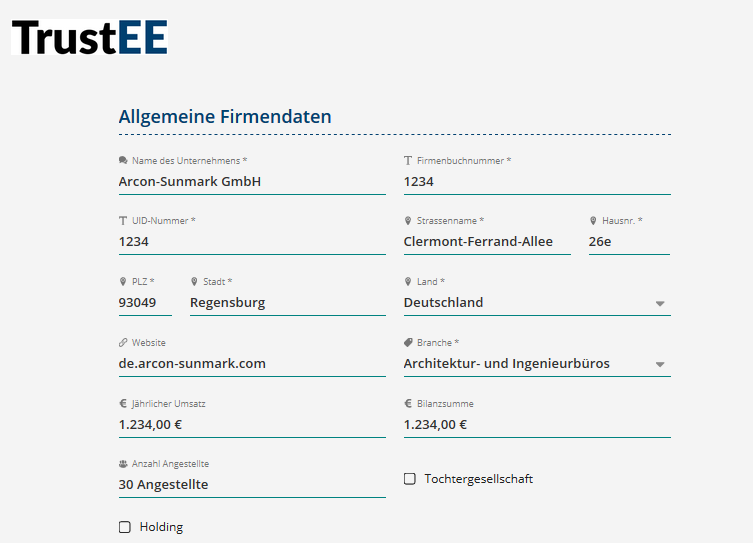 TrustEE
Allgemeine Firmendaten
Name des Unternehmens * Firmenbuchnummer *
Arcon-Sunmark GmbH 1234
UID-Nummer * Strassenname * Hausnr. *
1234 Clermont-Ferrand-Allee 26e
PLZ * Stadt * Land *
93049 Regensburg Deutschland
Website Branche *
de.arcon-sunmark.com Architektur- und Ingenieurbüros
Jährlicher Umsatz Bilanzsumme
1.234,00 € 1.234,00 €
Anzahl Angestellte
30 Angestellte Tochtergesellschaft
Holding